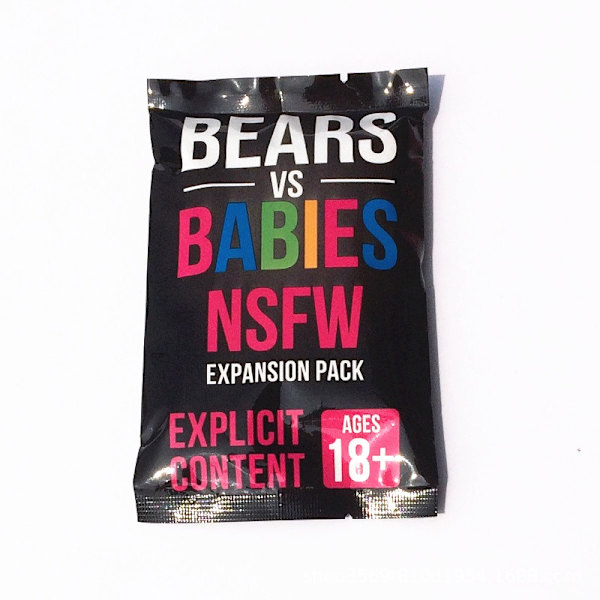 BEARS
VS
BABIES
NSFW
EXPANSION PACK
EXPLICIT
CONTENT
AGES
18+